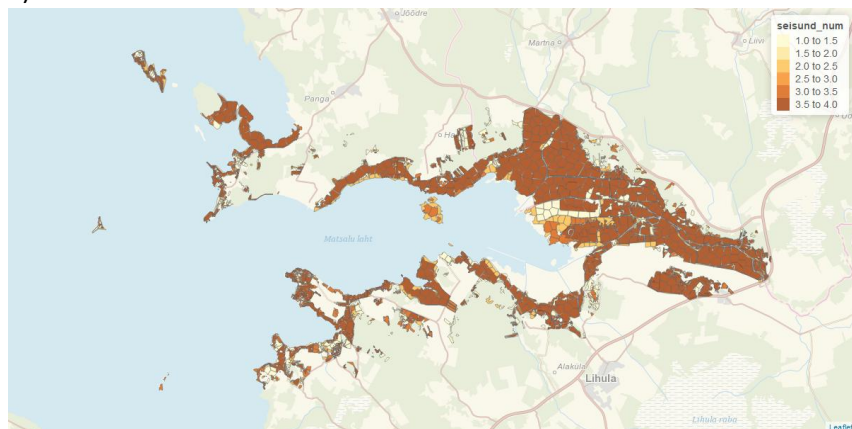 Jõõdre
Martna
Liivi
seisund_num
1.0 to 1.5
1.5 to 2.0
2.0 to 2.5
2.5 to 3.0
3.0 to 3.5
3.5 to 4.0
Panga
Matsalu laht
Alaküla
Lihula
Lihula raba
Leaflet